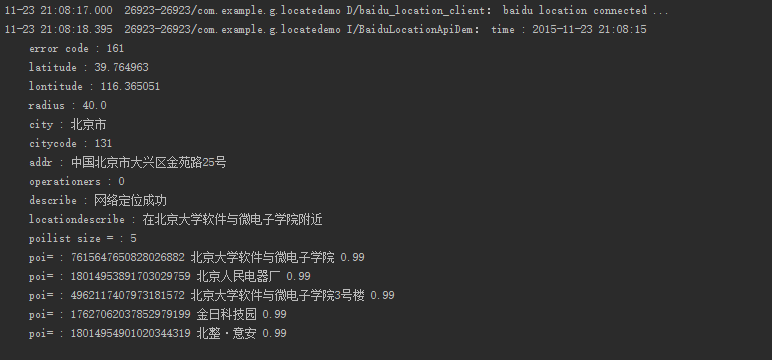 11-23 21:08:17.000 26923-26923/com.example.g.locatedemo D/baidu_location_client: baidu location connected ...
11-23 21:08:18.395 26923-26923/com.example.g.locatedemo I/BaiduLocationApiDem: time : 2015-11-23 21:08:15
error code : 161
latitude : 39.764963
lontitude : 116.365051
radius : 40.0
city : 北京市
citycode : 131
addr : 中国北京市大兴区金苑路25号
operationers : 0
describe : 网络定位成功
locationdescribe : 在北京大学软件与微电子学院附近
poilist size = : 5
poi= : 7615647650828026882 北京大学软件与微电子学院 0.99
poi= : 18014953891703029759 北京人民电器厂 0.99
poi= : 4962117407973181572 北京大学软件与微电子学院3号楼 0.99
poi= : 17627062037852979199 金日科技园 0.99
poi= : 18014954901020344319 北整·意安 0.99